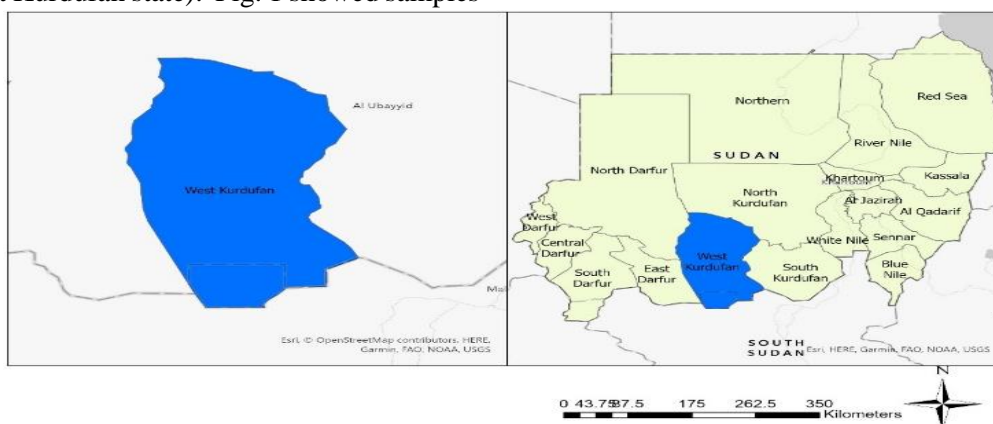 Kurdufan state). Fig. 1 showed samples
Al Ubayyid
West Kurdufan
Esri, © OpenStreetMap contributors, HERE,
Garmin, FAO, NOAA, USGS
Northern
Red Sea
SUDAN
River Nile
North Darfur
Khartoum
Kassala
North
Kurdufan
Al Jazirah
Al Qadarif
West
Darfur
Central
Darfur
White Nile
Sennar
West
Kurdufan
South
Darfur
East
Darfur
South
Kurdufan
Blue
Nile
SOUTH
SUDAN
Esri, HERE, Garmin, FAO, NOAA, USGS
N
0 43.75 87.5 175 262.5 350
Kilometers